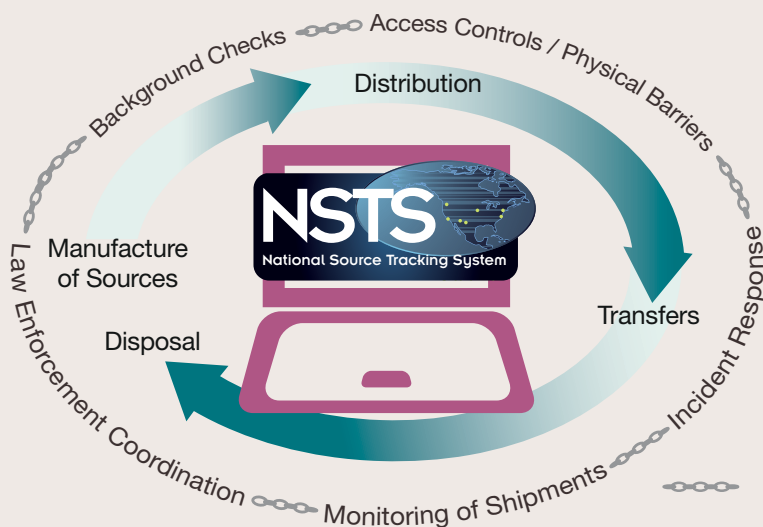 Background Checks
Access Controls / Physical Barriers
Distribution
NSTS
National Source Tracking System
Manufacture
of Sources
Transfers
Disposal
Law Enforcement Coordination
Monitoring of Shipments
Incident Response